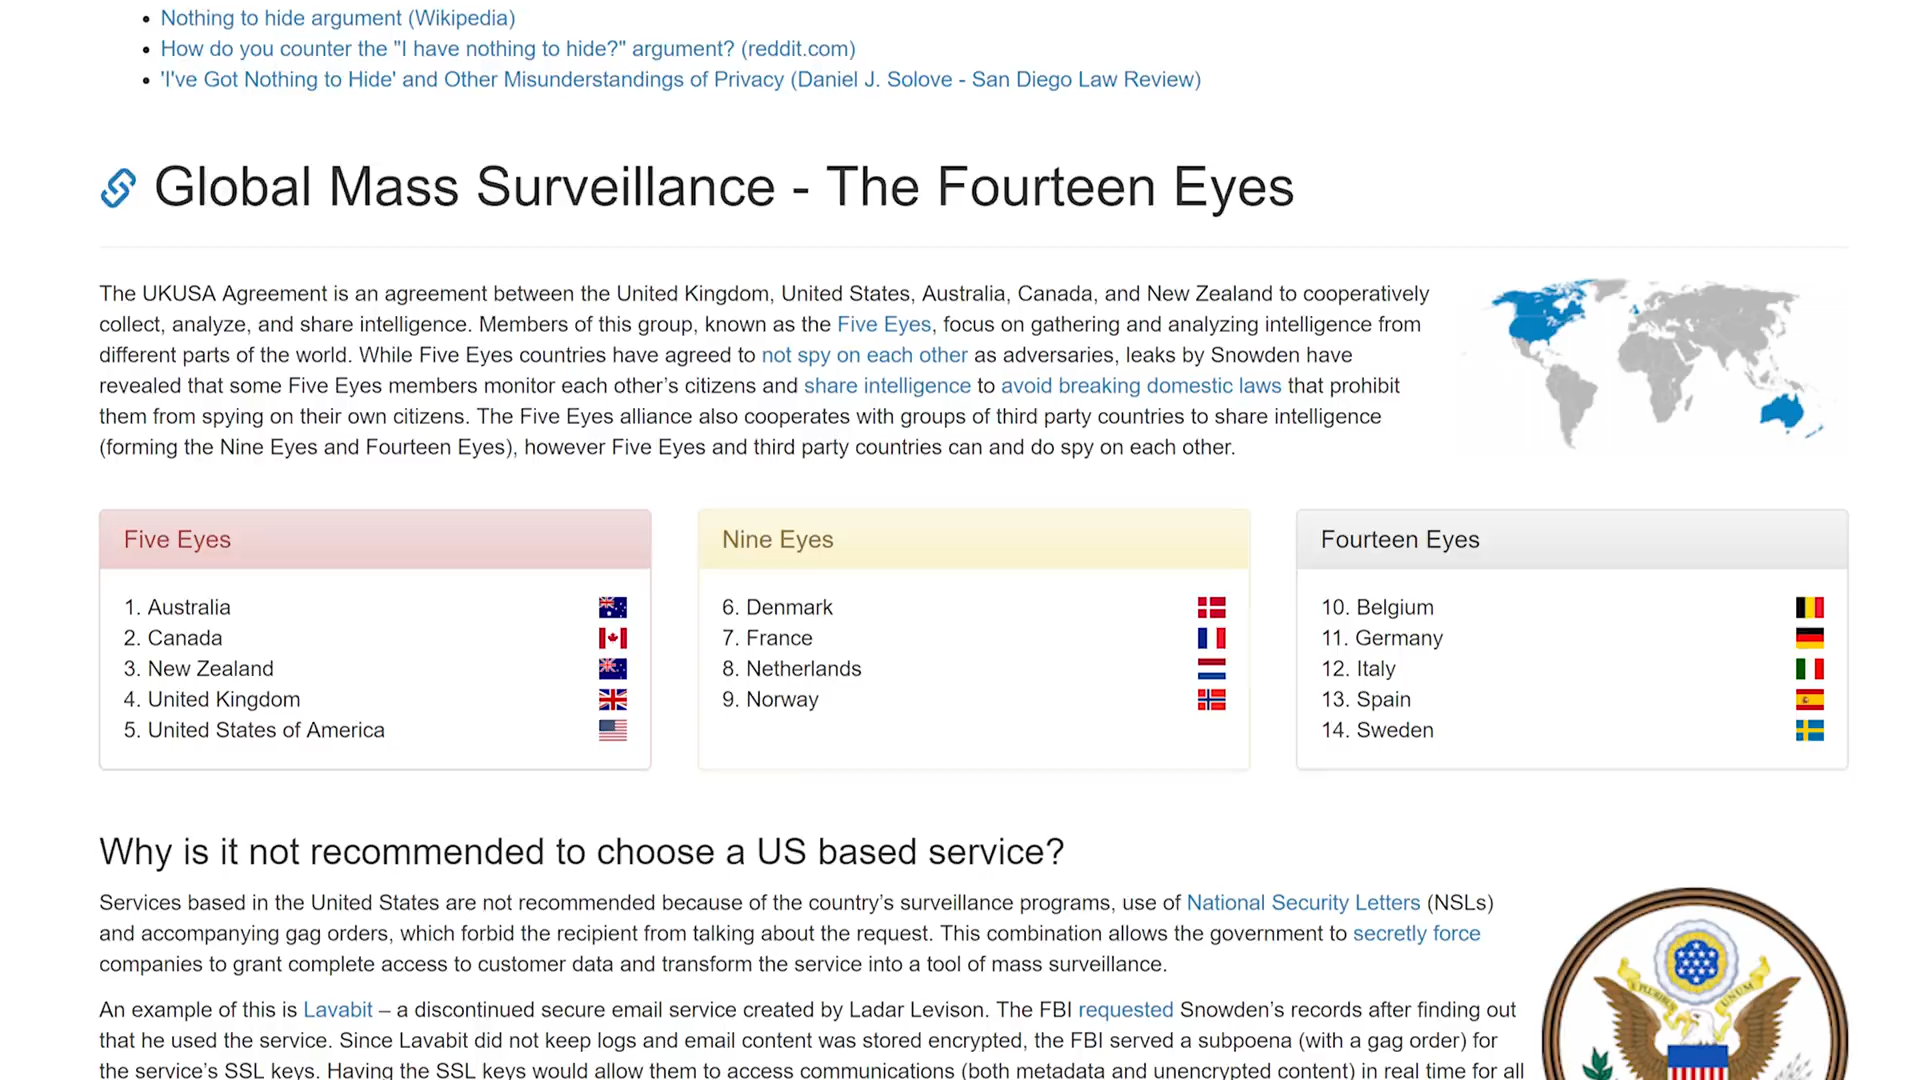 Nothing to hide argument (Wikipedia)
How do you counter the "I have nothing to hide?" argument? (reddit.com)
'I've Got Nothing to Hide' and Other Misunderstandings of Privacy (Daniel J. Solove - San Diego Law Review)
Global Mass Surveillance - The Fourteen Eyes
The UKUSA Agreement is an agreement between the United Kingdom, United States, Australia, Canada, and New Zealand to cooperatively
collect, analyze, and share intelligence. Members of this group, known as the Five Eyes, focus on gathering and analyzing intelligence from
different parts of the world. While Five Eyes countries have agreed to not spy on each other as adversaries, leaks by Snowden have
revealed that some Five Eyes members monitor each other’s citizens and share intelligence to avoid breaking domestic laws that prohibit
them from spying on their own citizens. The Five Eyes alliance also cooperates with groups of third party countries to share intelligence
(forming the Nine Eyes and Fourteen Eyes), however Five Eyes and third party countries can and do spy on each other.
Five Eyes
1. Australia
2. Canada
3. New Zealand
4. United Kingdom
5. United States of America
Nine Eyes
6. Denmark
7. France
8. Netherlands
9. Norway
Fourteen Eyes
10. Belgium
11. Germany
12. Italy
13. Spain
14. Sweden
Why is it not recommended to choose a US based service?
Services based in the United States are not recommended because of the country’s surveillance programs, use of National Security Letters (NSLs)
and accompanying gag orders, which forbid the recipient from talking about the request. This combination allows the government to secretly force
companies to grant complete access to customer data and transform the service into a tool of mass surveillance.
An example of this is Lavabit – a discontinued secure email service created by Ladar Levison. The FBI requested Snowden’s records after finding out
that he used the service. Since Lavabit did not keep logs and email content was stored encrypted, the FBI served a subpoena (with a gag order) for
the service’s SSL keys. Having the SSL keys would allow them to access communications (both metadata and unencrypted content) in real time for all
E PLURIBUS UNUM